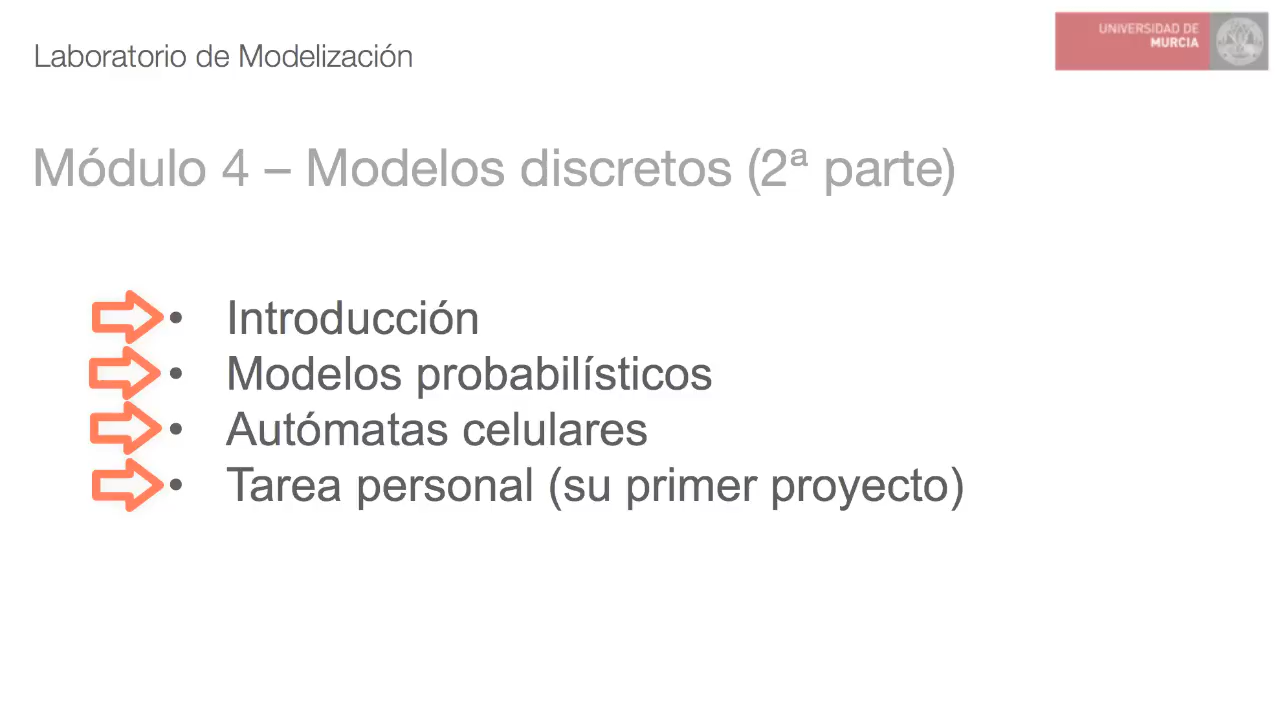 Laboratorio de Modelización
UNIVERSIDAD DE
MURCIA
Módulo 4 – Modelos discretos (2ª parte)
• Introducción
• Modelos probabilísticos
• Autómatas celulares
• Tarea personal (su primer proyecto)